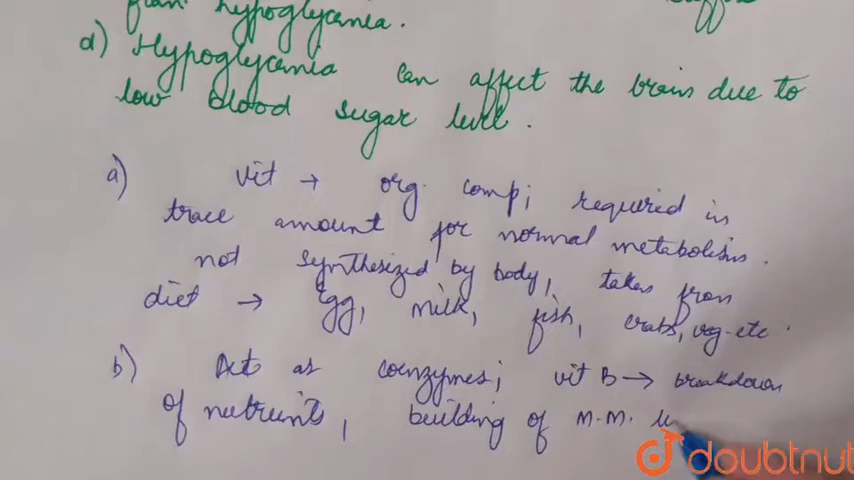 from hypoglycemia.
d) Hypoglycemia can affect the brain due to
low blood sugar level.
a) vit → org. comp; required in
trace amount for normal metabolism.
not synthesized by body, taken from
diet → Egg, milk, fish, crabs, veg. etc.
b) Act as coenzymes; vit B → breakdown
of nutrients, building of M.M.
doubtnut